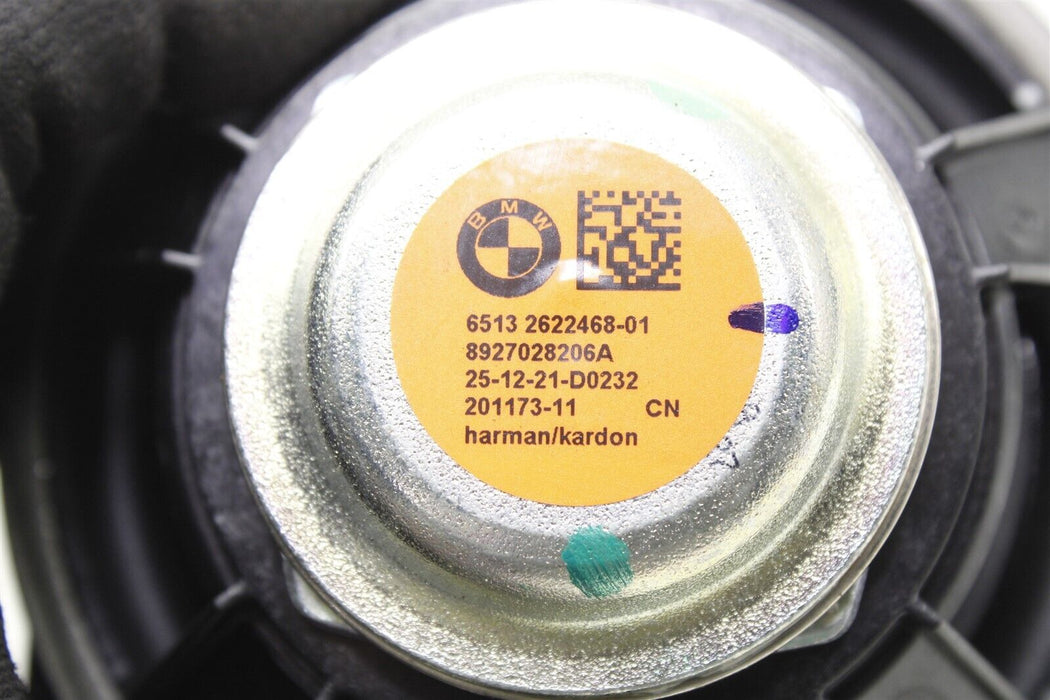 BMW
6513 2622468-01
8927028206A
25-12-21-D0232
201173-11 CN
harman/kardon